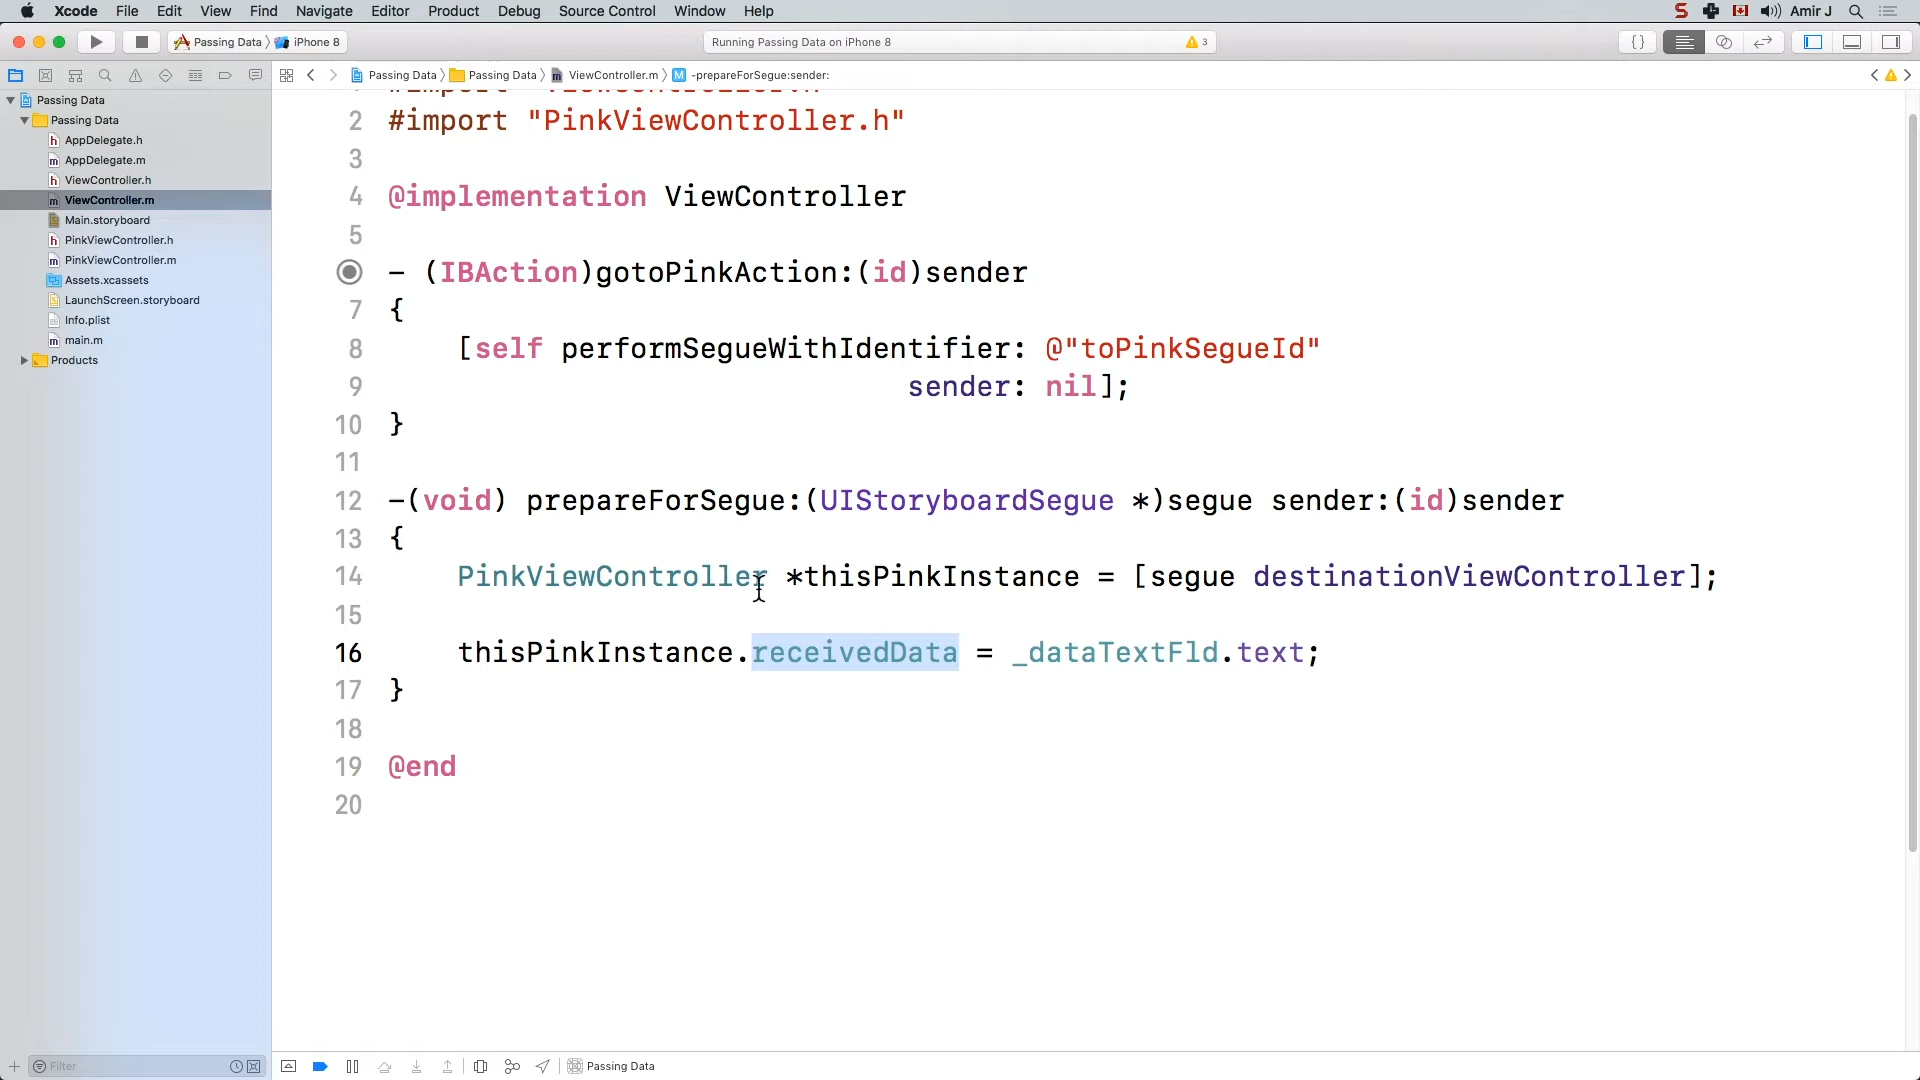 Xcode File Edit View Find Navigate Editor Product Debug Source Control Window Help S Amir J
Passing Data iPhone 8 Running Passing Data on iPhone 8 3 {}
Passing Data Passing Data ViewController.m M -prepareForSegue:sender:
Passing Data
Passing Data
h AppDelegate.h
m AppDelegate.m
h ViewController.h
m ViewController.m
Main.storyboard
h PinkViewController.h
m PinkViewController.m
Assets.xcassets
LaunchScreen.storyboard
Info.plist
m main.m
Products
Filter
2 #import "PinkViewController.h"
3
4 @implementation ViewController
5
- (IBAction)gotoPinkAction:(id)sender
7 {
8 [self performSegueWithIdentifier: @"toPinkSegueId"
9 sender: nil];
10 }
11
12 -(void) prepareForSegue:(UIStoryboardSegue *)segue sender:(id)sender
13 {
14 PinkViewController *thisPinkInstance = [segue destinationViewController];
15
16 thisPinkInstance.receivedData = _dataTextFld.text;
17 }
18
19 @end
20
Passing Data